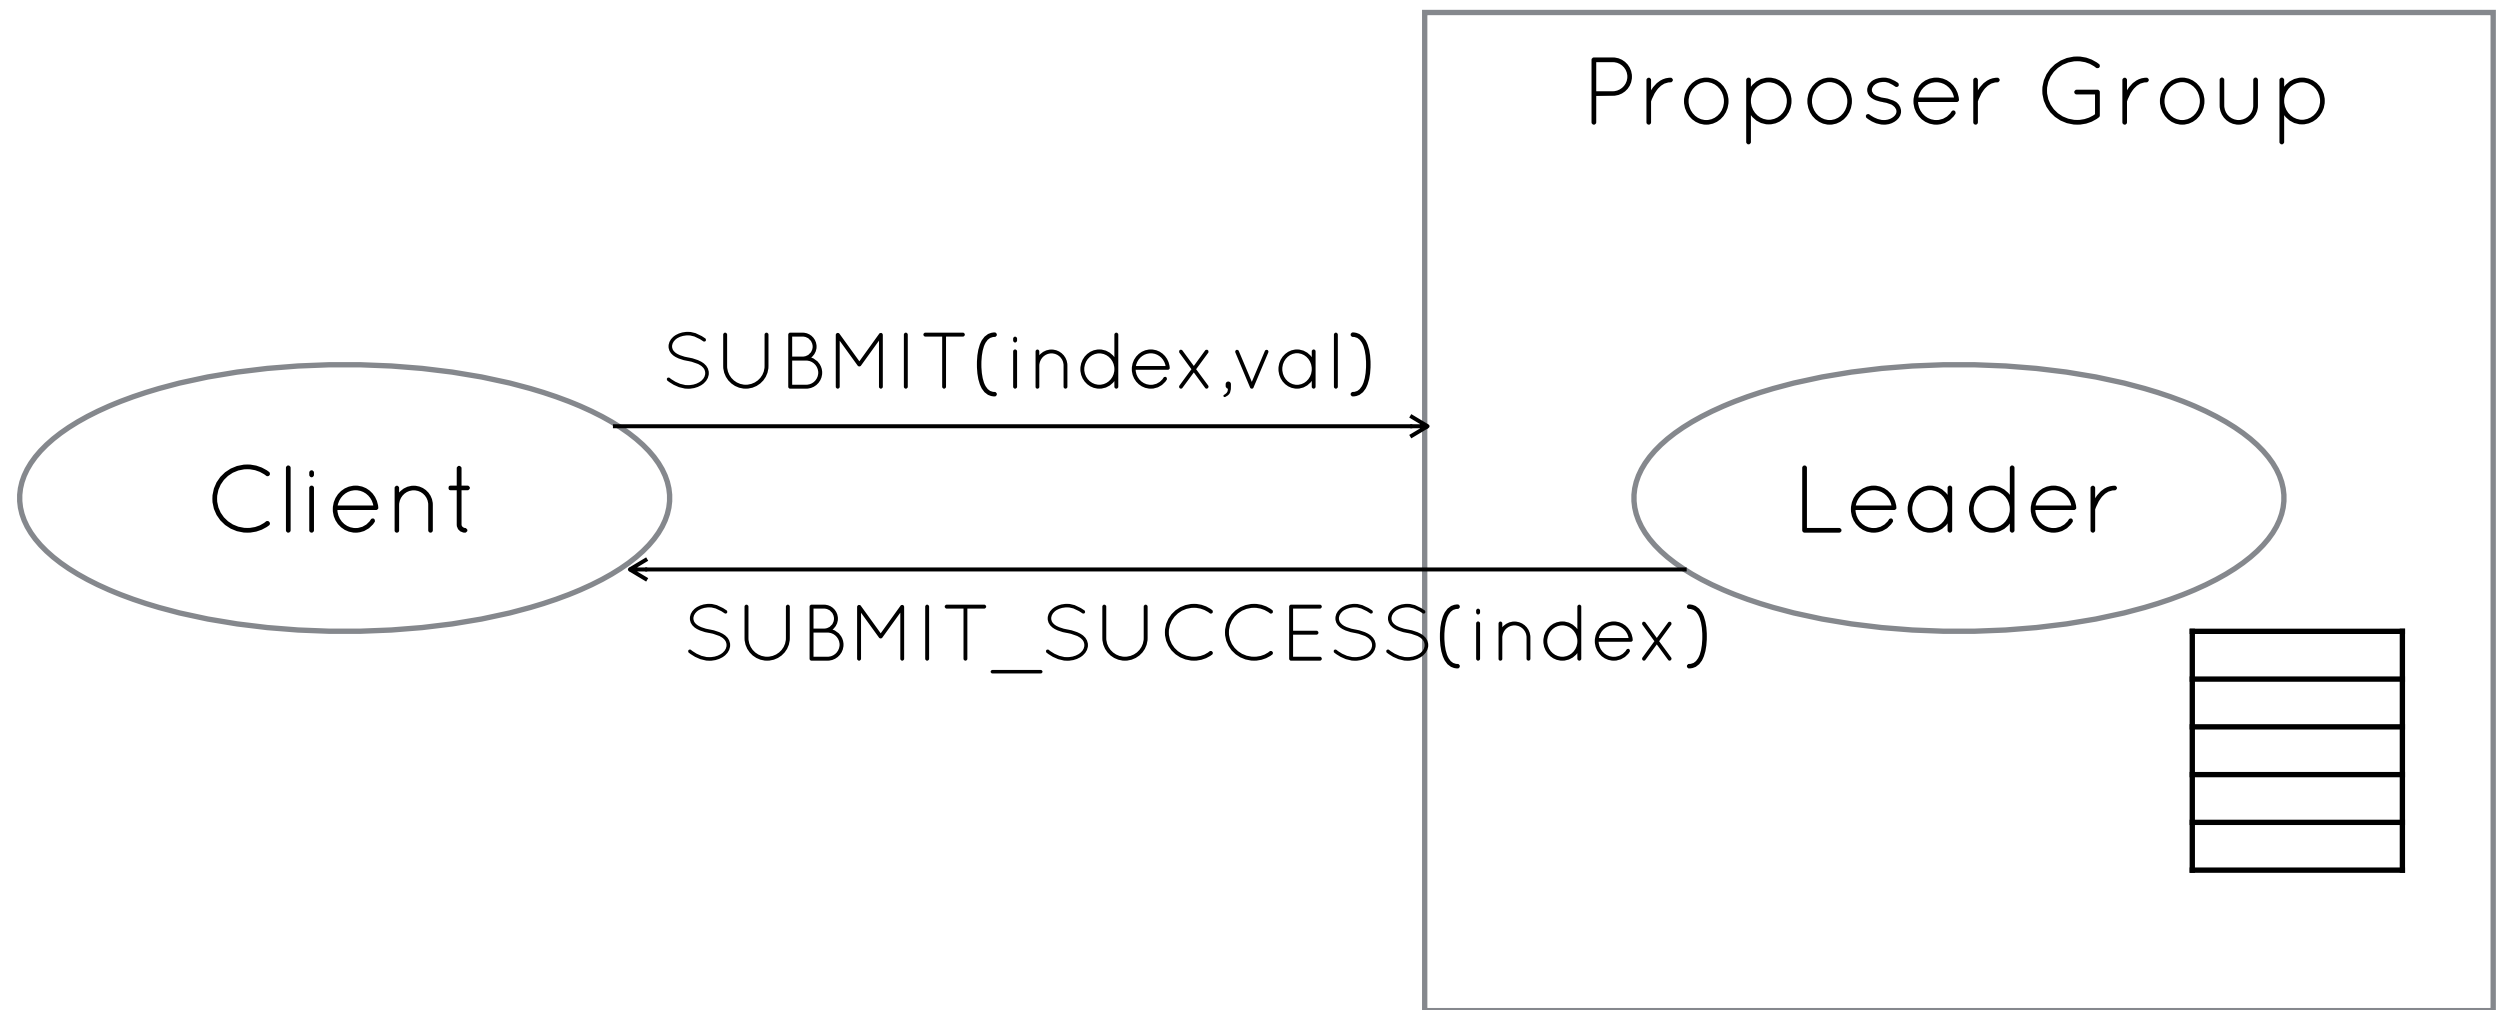 Proposer Group
SUBMIT(index,val)
Client
Leader
SUBMIT_SUCCESS(index)